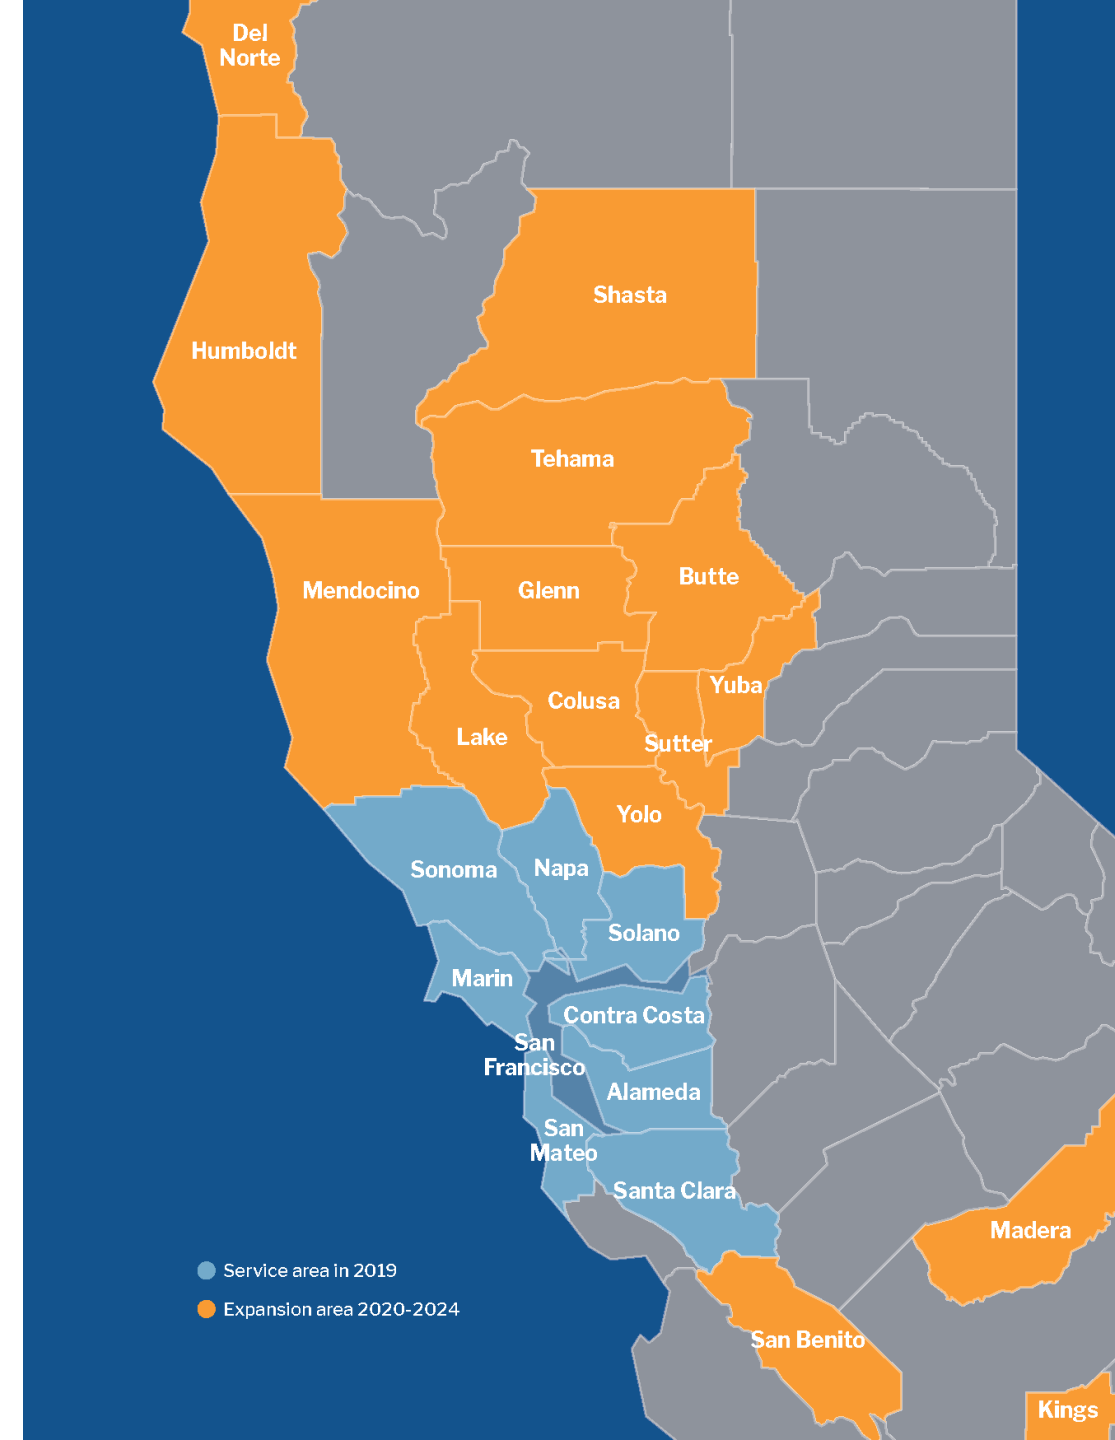 Del
Norte
Shasta
Humboldt
Tehama
Butte
Mendocino
Glenn
Yuba
Colusa
Lake
Sutter
Yolo
Sonoma
Napa
Solano
Marin
Contra Costa
San
Francisco
Alameda
San
Mateo
Santa Clara
Madera
Service area in 2019
Expansion area 2020-2024
San Benito
Kings